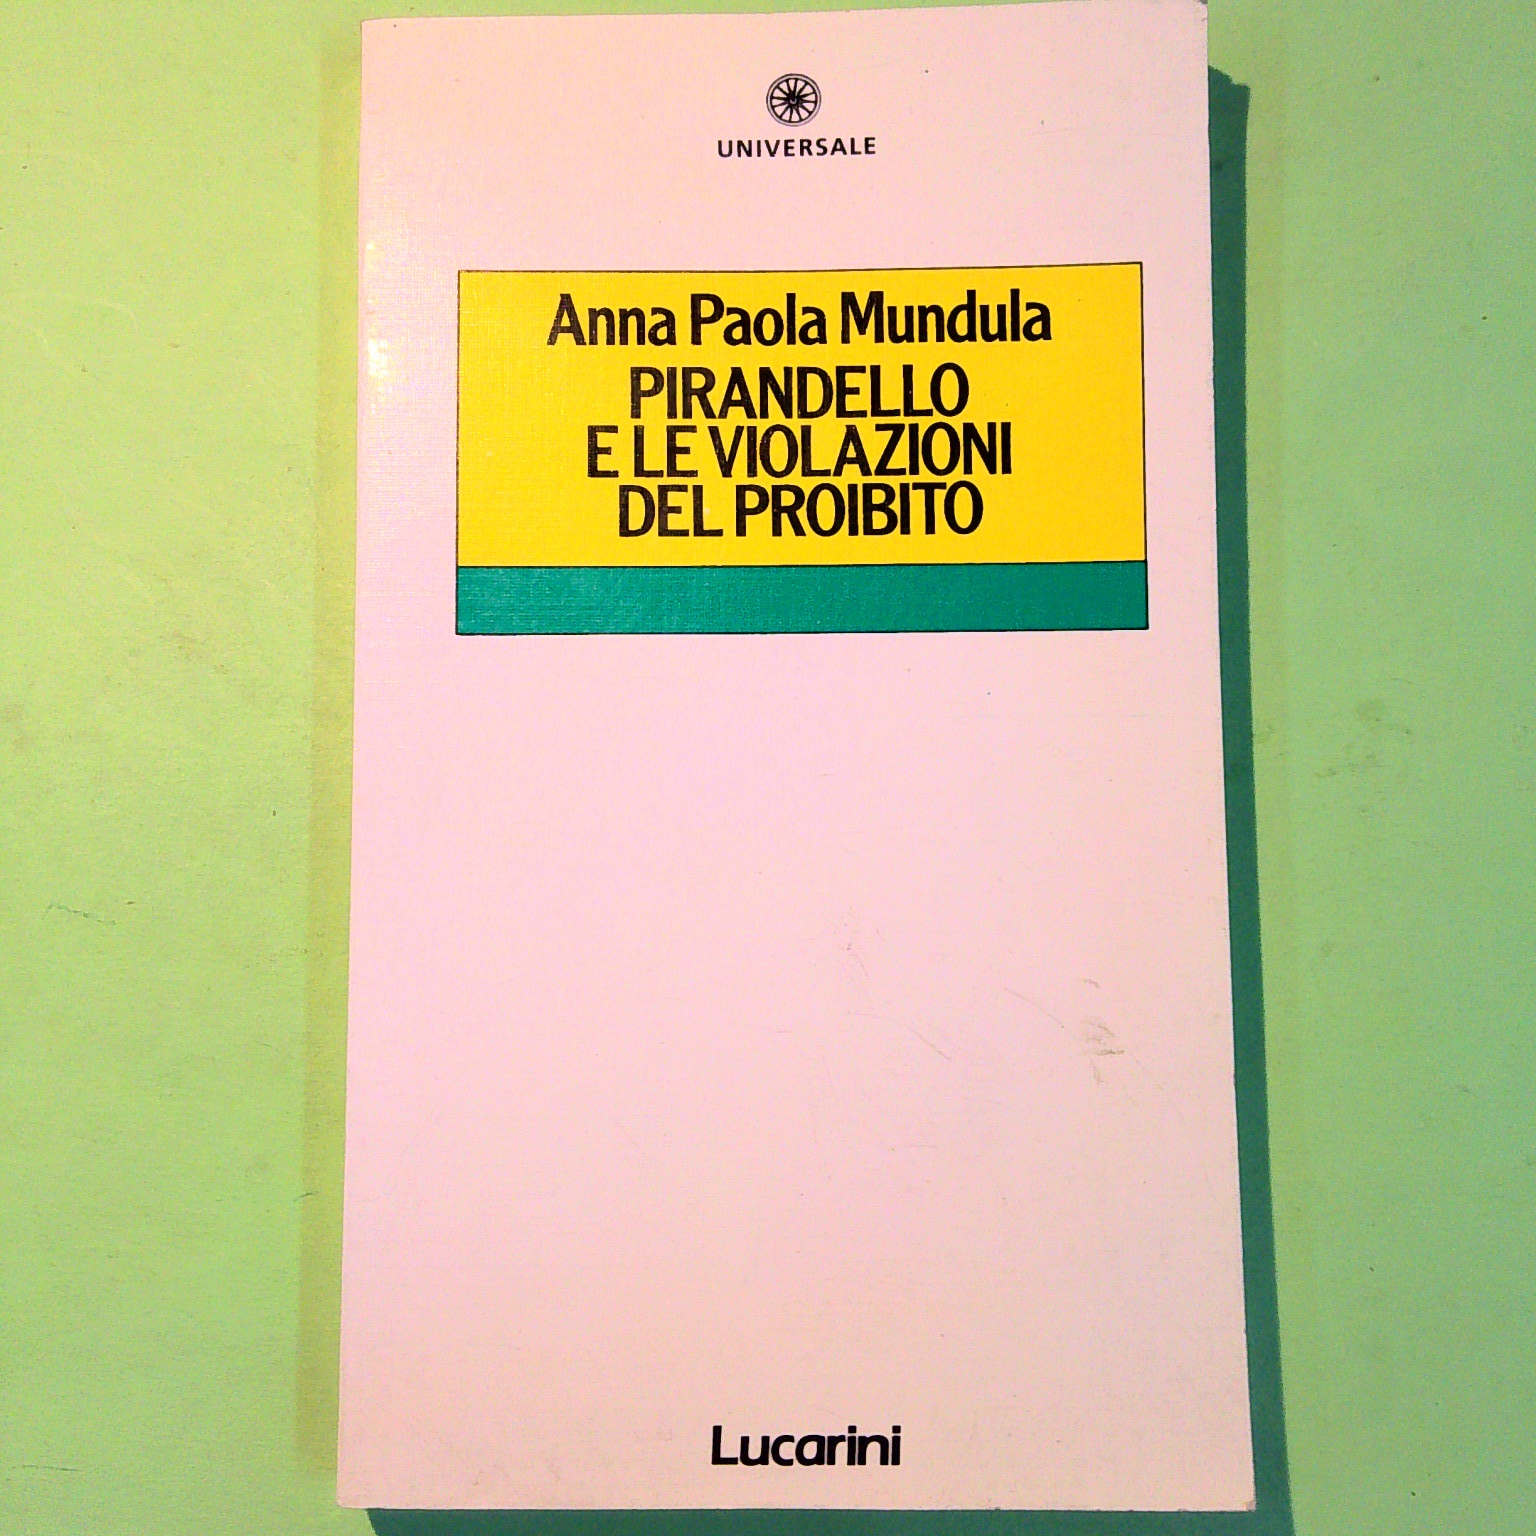 UNIVERSALE
Anna Paola Mundula
PIRANDELLO
E LE VIOLAZIONI
DEL PROIBITO
Lucarini